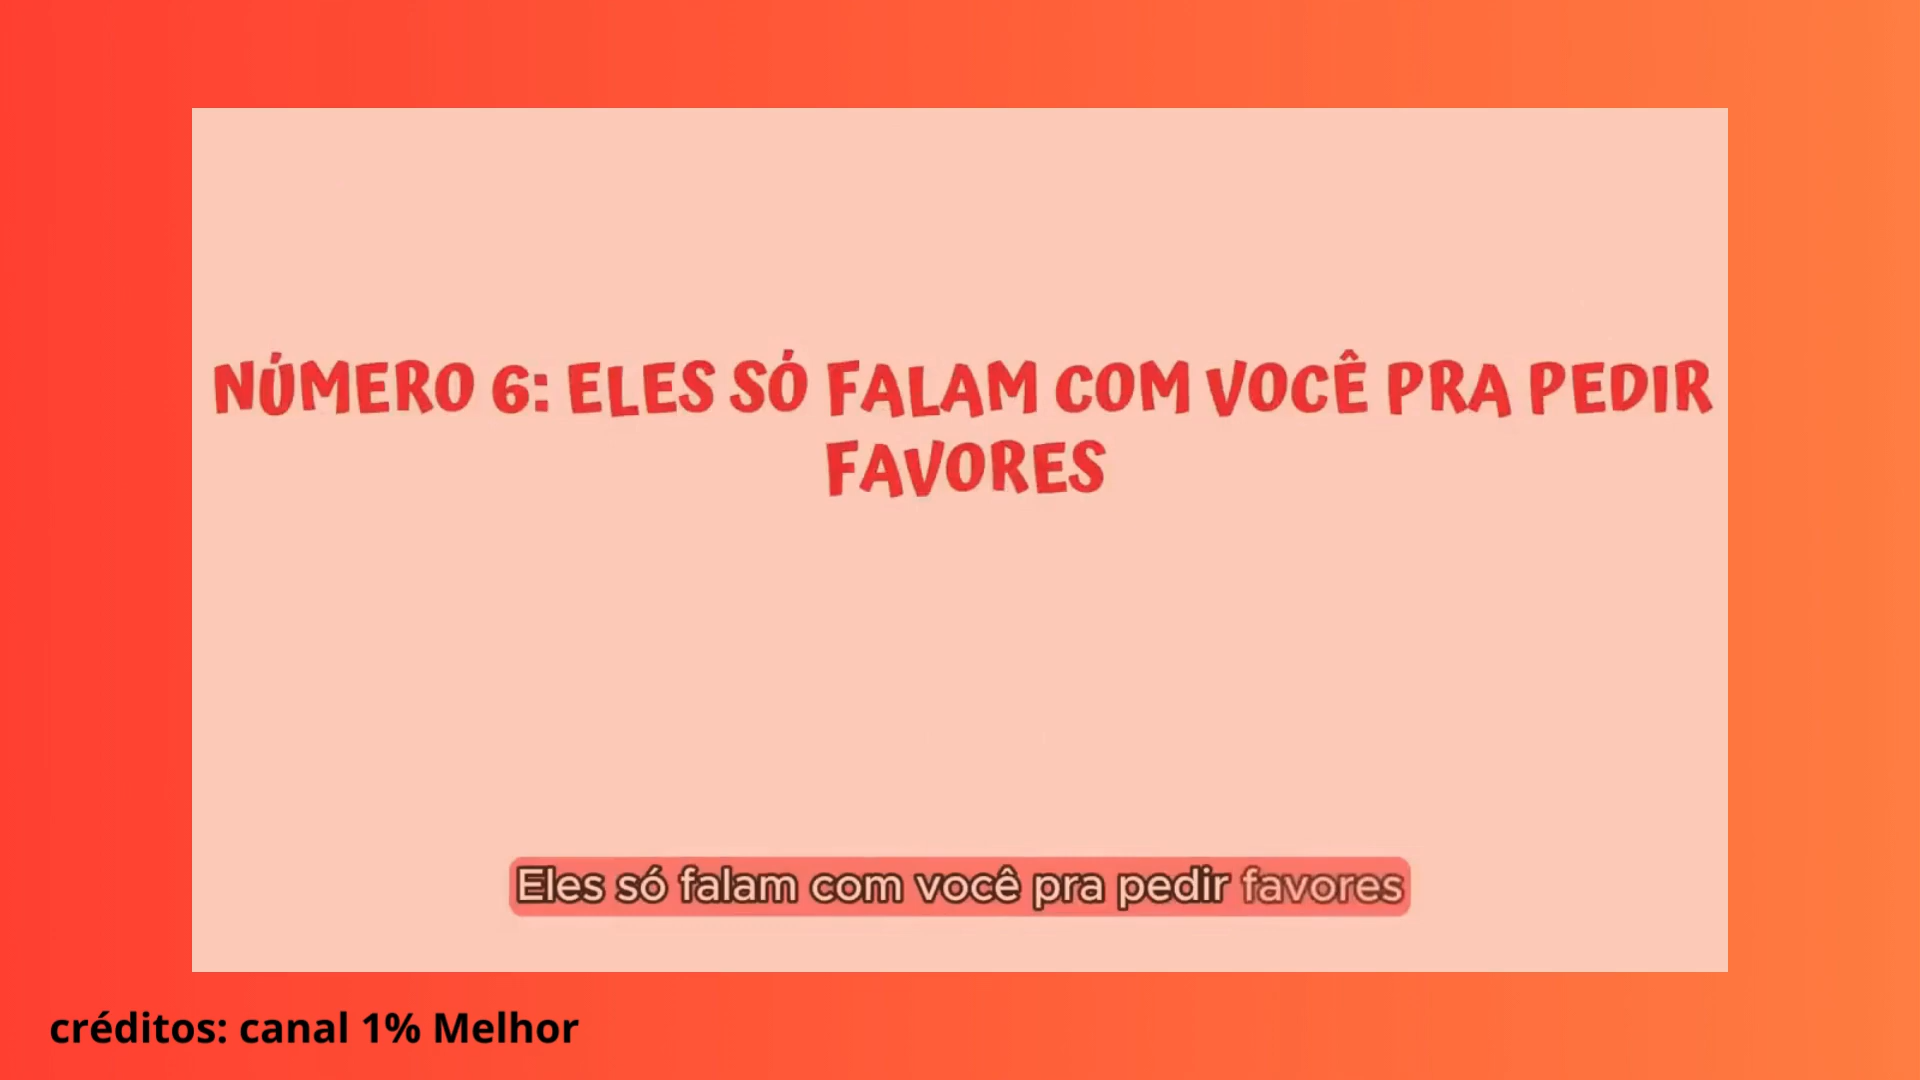 NÚMERO 6: ELES SÓ FALAM COM VOCÊ PRA PEDIR
FAVORES
Eles só falam com você pra pedir favores
créditos: canal 1% Melhor